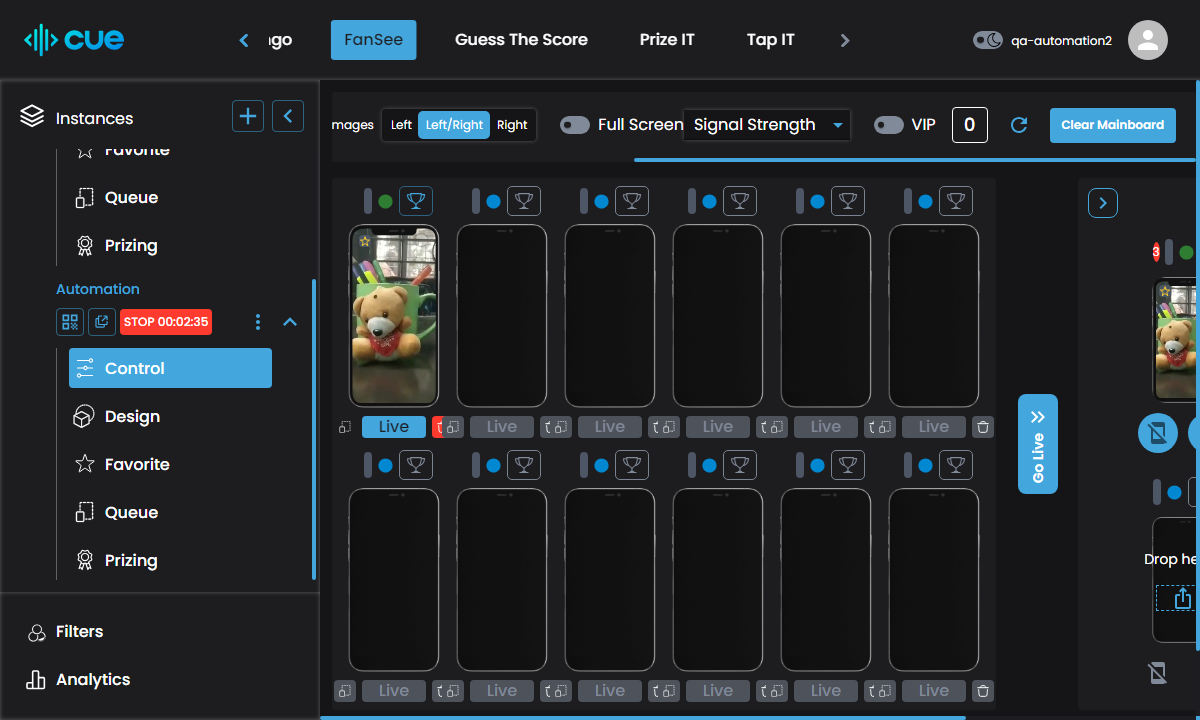 cue
ngo
FanSee
Guess The Score
Prize IT
Tap IT
qa-automation2
Instances
Favorite
Queue
Prizing
Automation
STOP 00:02:35
Control
Design
Favorite
Queue
Prizing
Filters
Analytics
mages
Left
Left/Right
Right
Full Screen
Signal Strength
VIP
0
Clear Mainboard
Live
Live
Live
Live
Live
Live
Live
Live
Live
Live
Live
Live
Go Live
3
Drop he